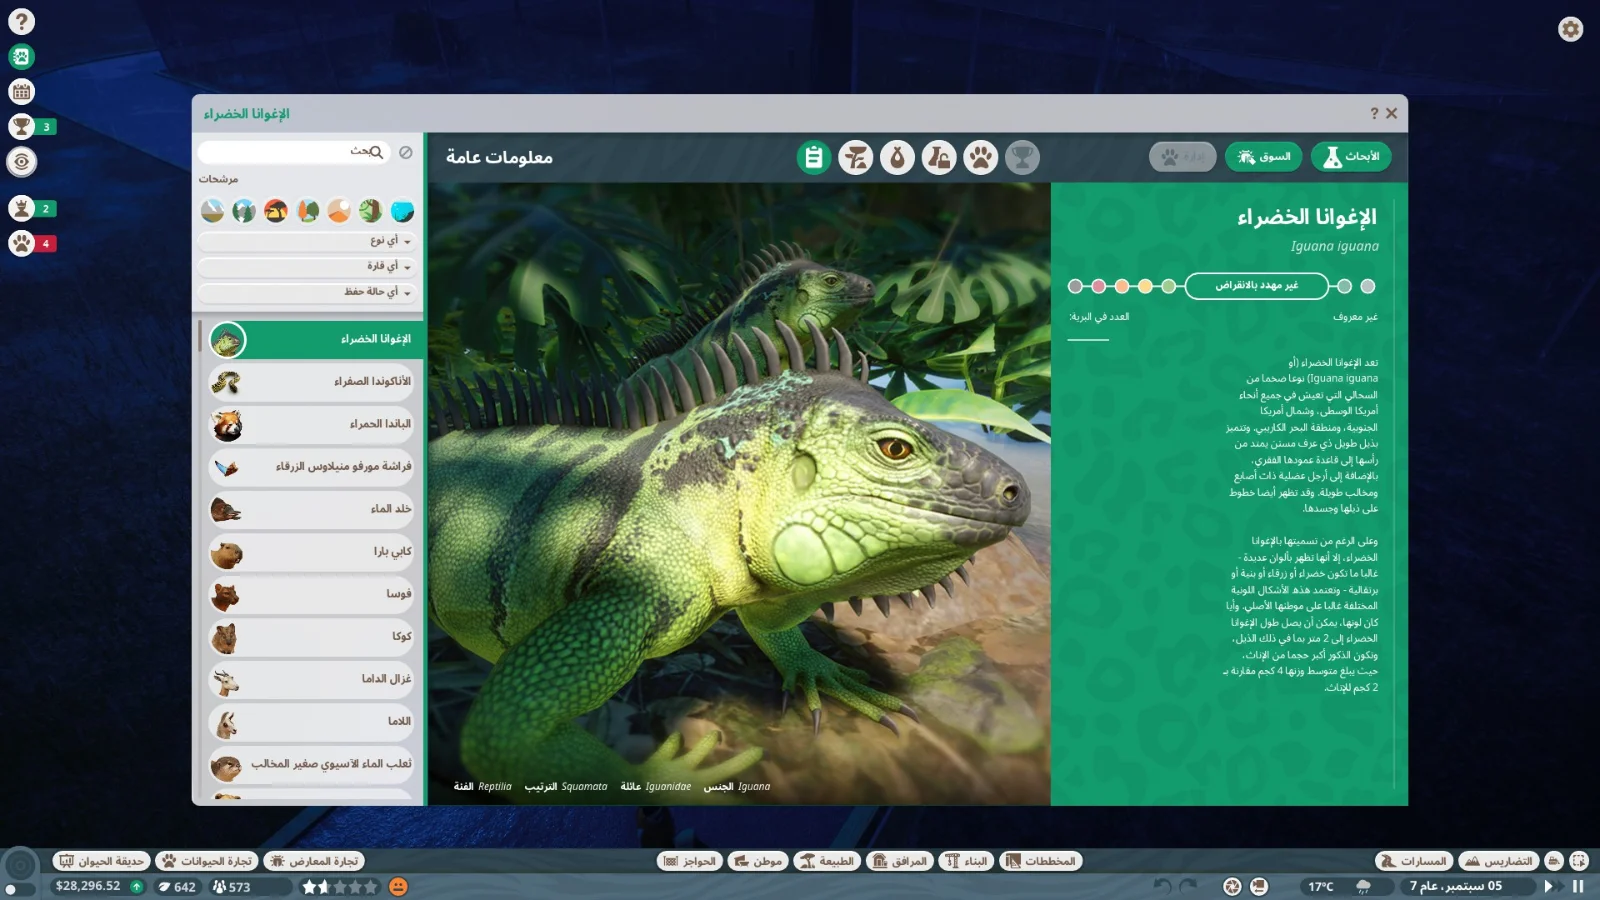 الإغوانا الخضراء
?
3
2
4
بحث
مرشحات
أي نوع
أي قارة
أي حالة حفظ
الإغوانا الخضراء
الأناكوندا الصفراء
الباندا الحمراء
فراشة مورفو منيلاوس الزرقاء
خلد الماء
كابي بارا
فوسا
كوكا
غزال الداما
اللاما
ثعلب الماء الآسيوي صغير المخالب
معلومات عامة
إدارة
السوق
الأبحاث
الفئة Reptilia الترتيب Squamata عائلة Iguanidae الجنس Iguana
الإغوانا الخضراء
Iguana iguana
غير مهدد بالانقراض
العدد في البرية:
غير معروف
تعد الإغوانا الخضراء (أو
Iguana iguana) نوعا ضخما من
السحالي التي تعيش في جميع أنحاء
أمريكا الوسطى، وشمال أمريكا
الجنوبية، ومنطقة البحر الكاريبي. وتتميز
بذيل طويل ذي عرف مسنن يمتد من
رأسها إلى قاعدة عمودها الفقري،
بالإضافة إلى أرجل عضلية ذات أصابع
ومخالب طويلة. وقد تظهر أيضا خطوط
على ذيلها وجسدها.
وعلى الرغم من تسميتها بالإغوانا
الخضراء، إلا أنها تظهر بألوان عديدة -
غالبا ما تكون خضراء أو زرقاء أو بنية أو
برتقالية - وتعتمد هذه الأشكال اللونية
المختلفة غالبا على موطنها الأصلي. وأيا
كان لونها، يمكن أن يصل طول الإغوانا
الخضراء إلى 2 متر بما في ذلك الذيل،
وتكون الذكور أكبر حجما من الإناث،
حيث يبلغ متوسط وزنها 4 كجم مقارنة بـ
2 كجم للإناث.
حديقة الحيوان
تجارة الحيوانات
تجارة المعارض
الحواجز
موطن
الطبيعة
المرافق
البناء
المخططات
المسارات
التضاريس
$28,296.52
642
573
17°C
05 سبتمبر، عام 7